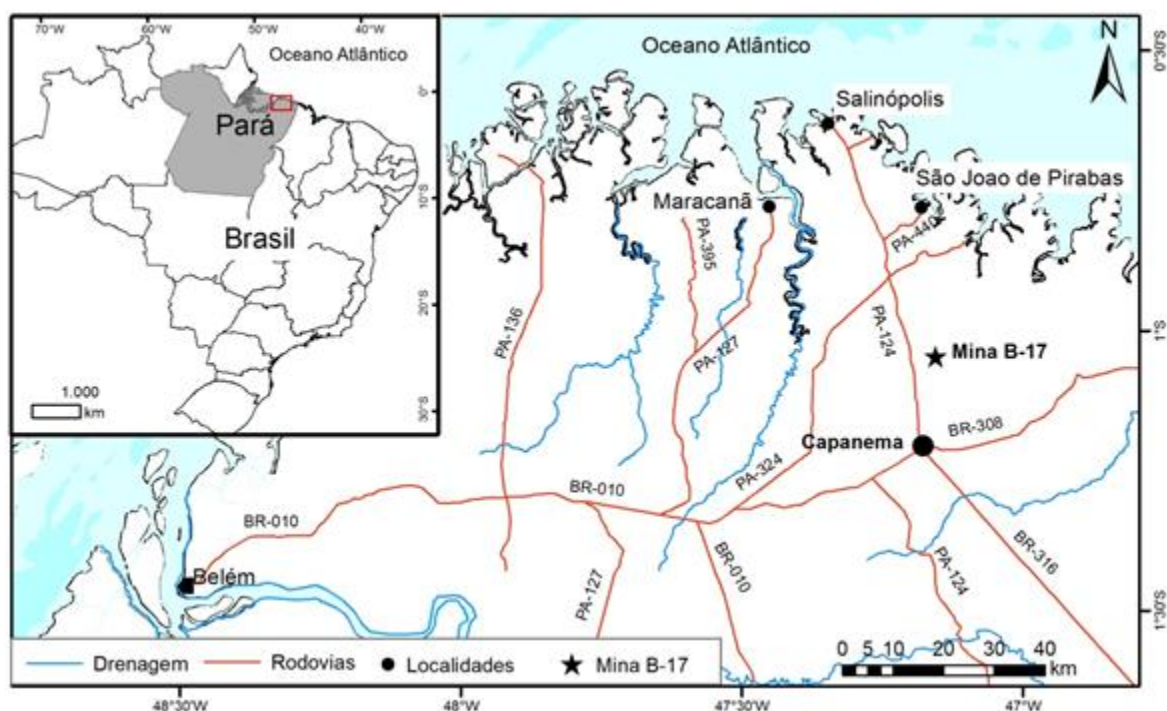 70°W
60°W
50°W
40°W
Oceano Atlântico
0°
Pará
10°S
Brasil
20°S
30°S
1.000
km
Oceano Atlântico
N
0°30'S
Salinópolis
São Joao de Pirabas
Maracanã
PA-440
PA-395
PA-136
PA-127
PA-124
1°S
Mina B-17
BR-308
Capanema
PA-324
BR-010
BR-010
BR-010
BR-316
Belém
PA-127
PA-124
1°30'S
Drenagem
Rodovias
Localidades
Mina B-17
0 5 10 20 30 40
km
48°30'W
48°W
47°30'W
47°W